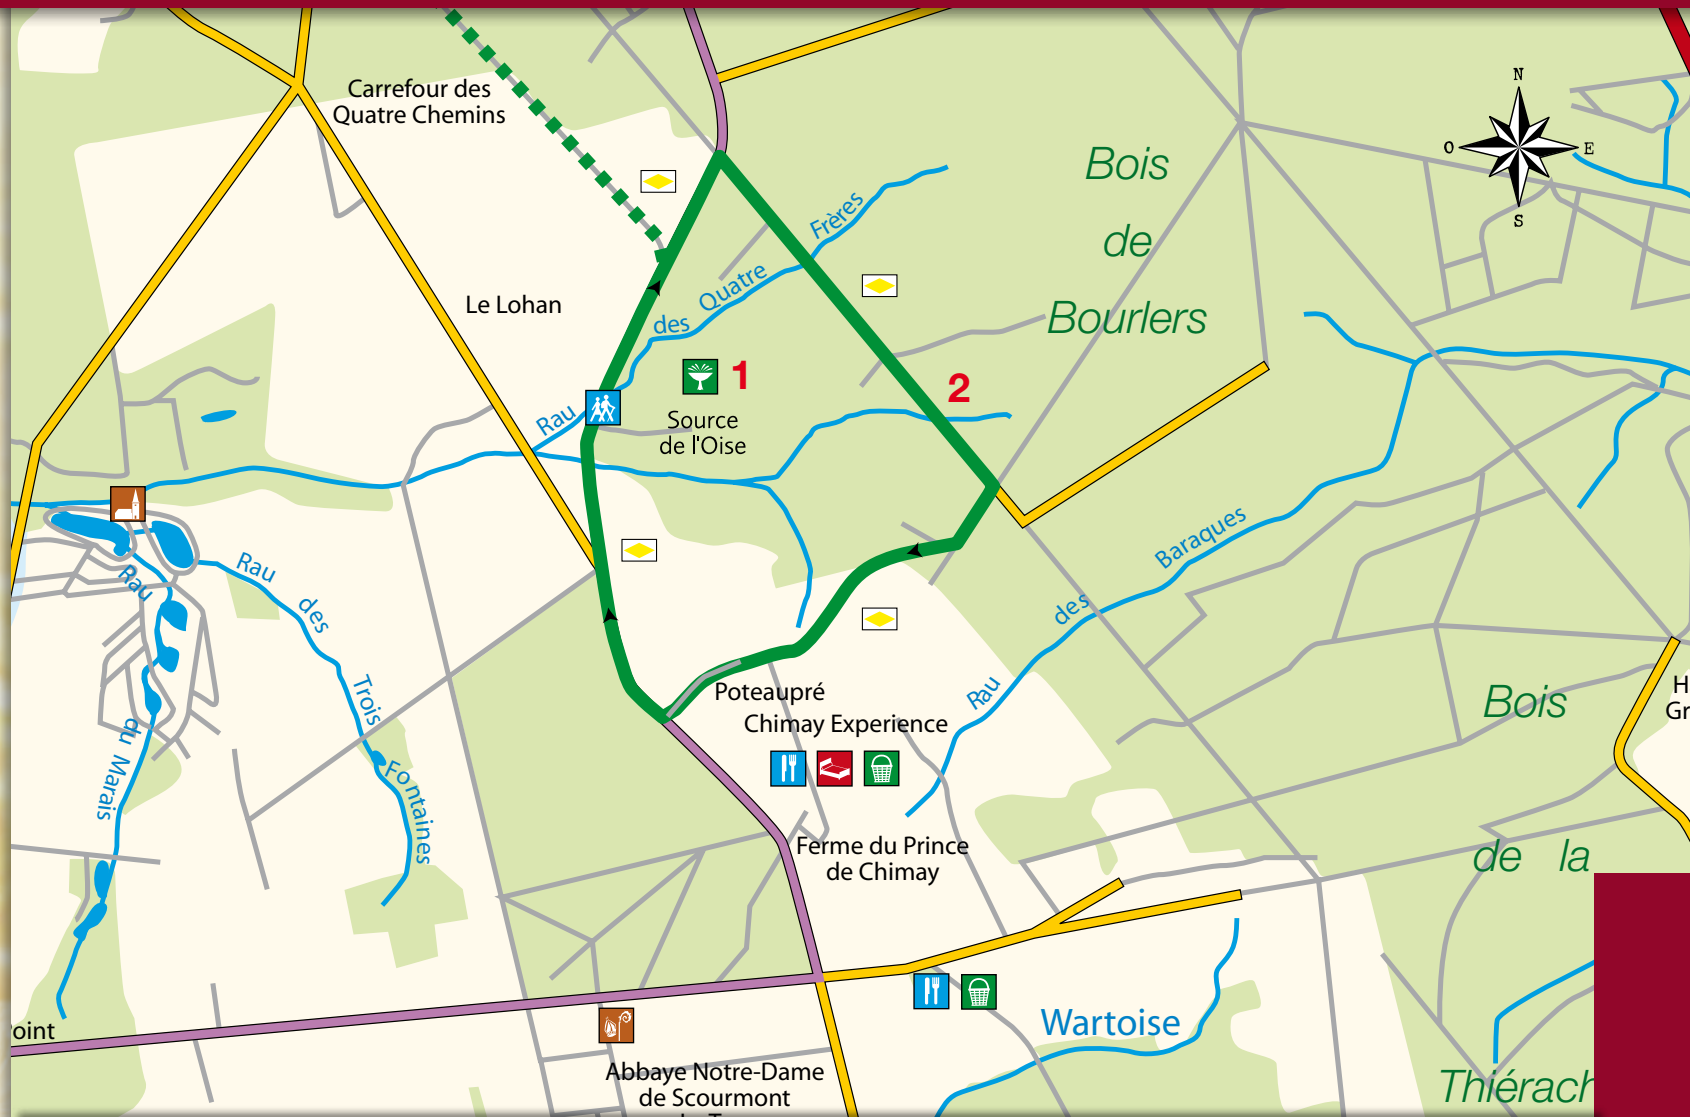 Carrefour des
Quatre Chemins
N
O E
S
Bois
de
Bourlers
Le Lohan
Rau des Quatre Frères
1
Source
de l'Oise
2
Rau des Baraques
Rau du Marais
Rau des Trois Fontaines
Poteaupré
Chimay Experience
Ferme du Prince
de Chimay
Bois
de la
Thiérach
H
Gr
oint
Wartoise
Abbaye Notre-Dame
de Scourmont